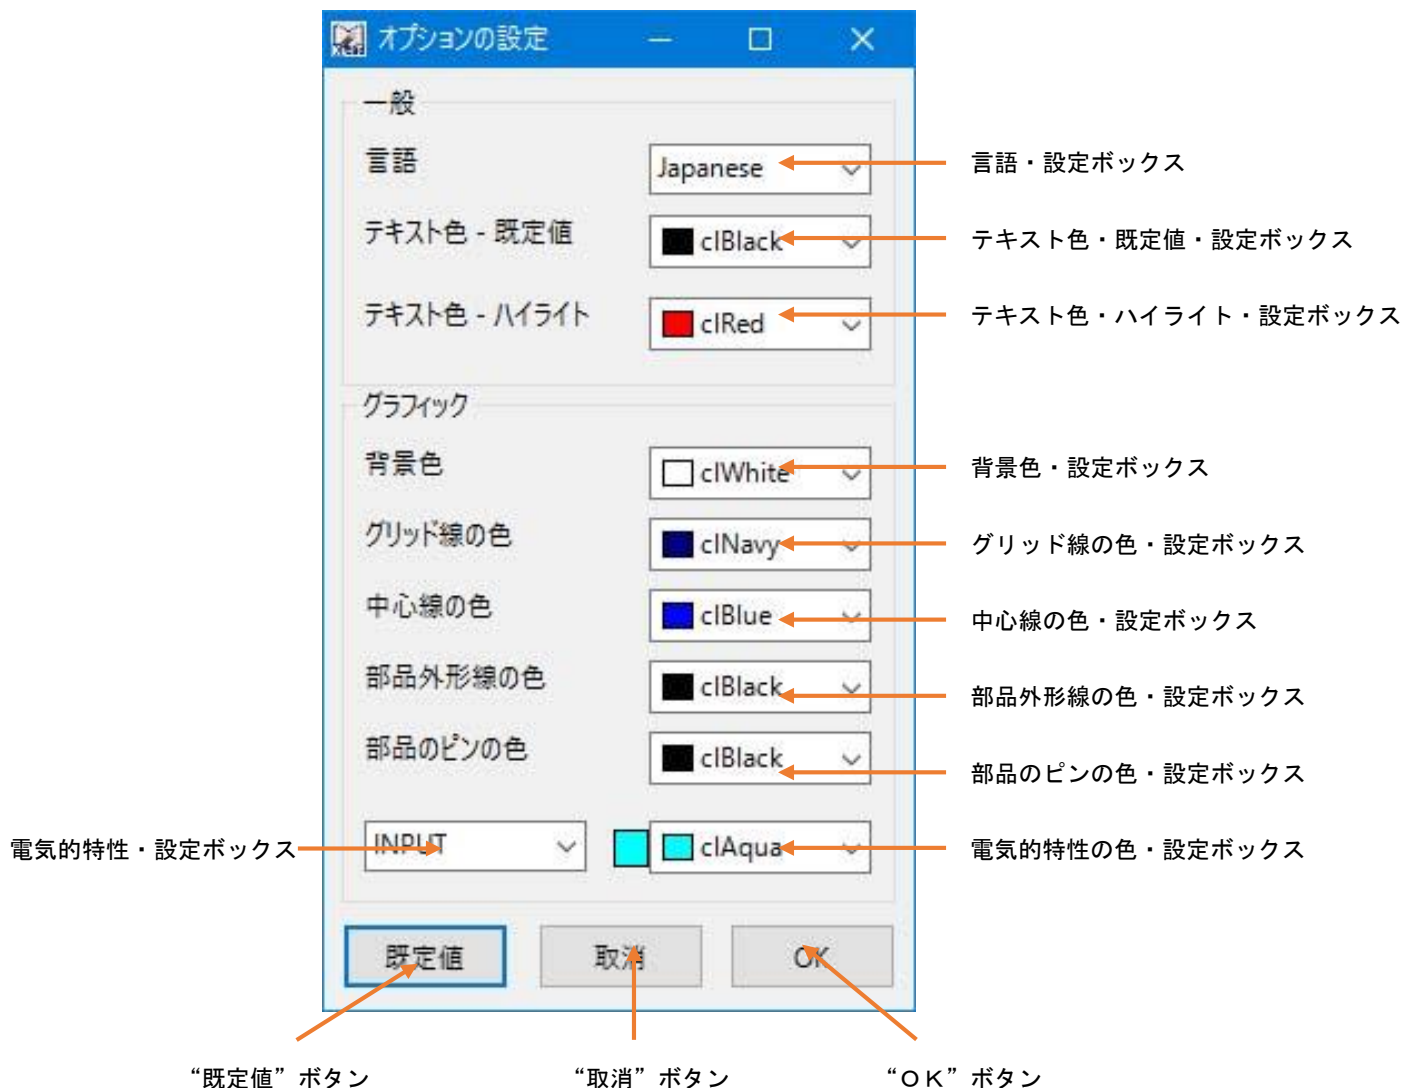 オプションの設定
一般
言語
Japanese
言語・設定ボックス
テキスト色 - 既定値
clBlack
テキスト色・既定値・設定ボックス
テキスト色 - ハイライト
clRed
テキスト色・ハイライト・設定ボックス
グラフィック
背景色
clWhite
背景色・設定ボックス
グリッド線の色
clNavy
グリッド線の色・設定ボックス
中心線の色
clBlue
中心線の色・設定ボックス
部品外形線の色
clBlack
部品外形線の色・設定ボックス
部品のピンの色
clBlack
部品のピンの色・設定ボックス
電気的特性・設定ボックス
INPUT
clAqua
電気的特性の色・設定ボックス
既定値
取消
OK
“既定値”ボタン
“取消”ボタン
“ＯＫ”ボタン